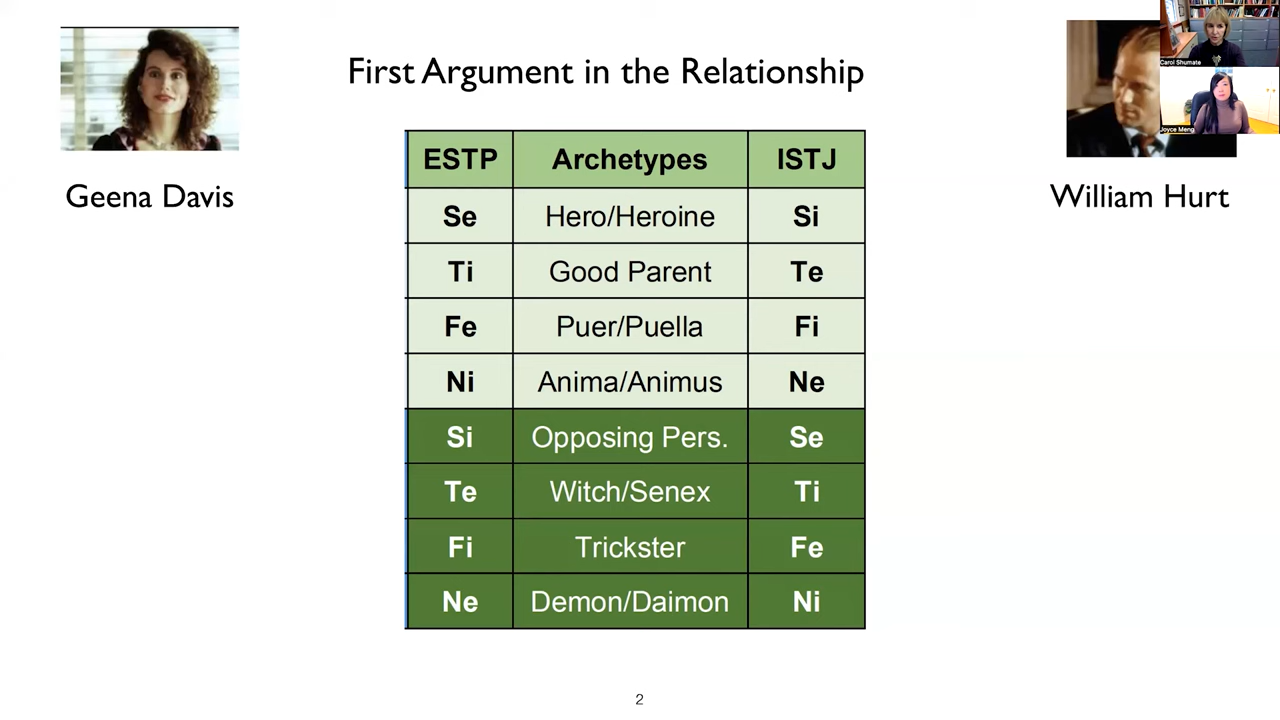 First Argument in the Relationship
Carol Shumate
Joyce Meng
Geena Davis
William Hurt
ESTP Archetypes ISTJ
Se Hero/Heroine Si
Ti Good Parent Te
Fe Puer/Puella Fi
Ni Anima/Animus Ne
Si Opposing Pers. Se
Te Witch/Senex Ti
Fi Trickster Fe
Ne Demon/Daimon Ni
2